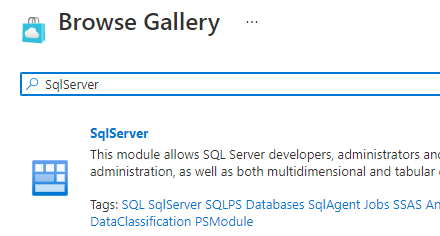 Browse Gallery ...
SqlServer
SqlServer
This module allows SQL Server developers, administrators and
administration, as well as both multidimensional and tabular
Tags: SQL SqlServer SQLPS Databases SqlAgent Jobs SSAS
DataClassification PSModule